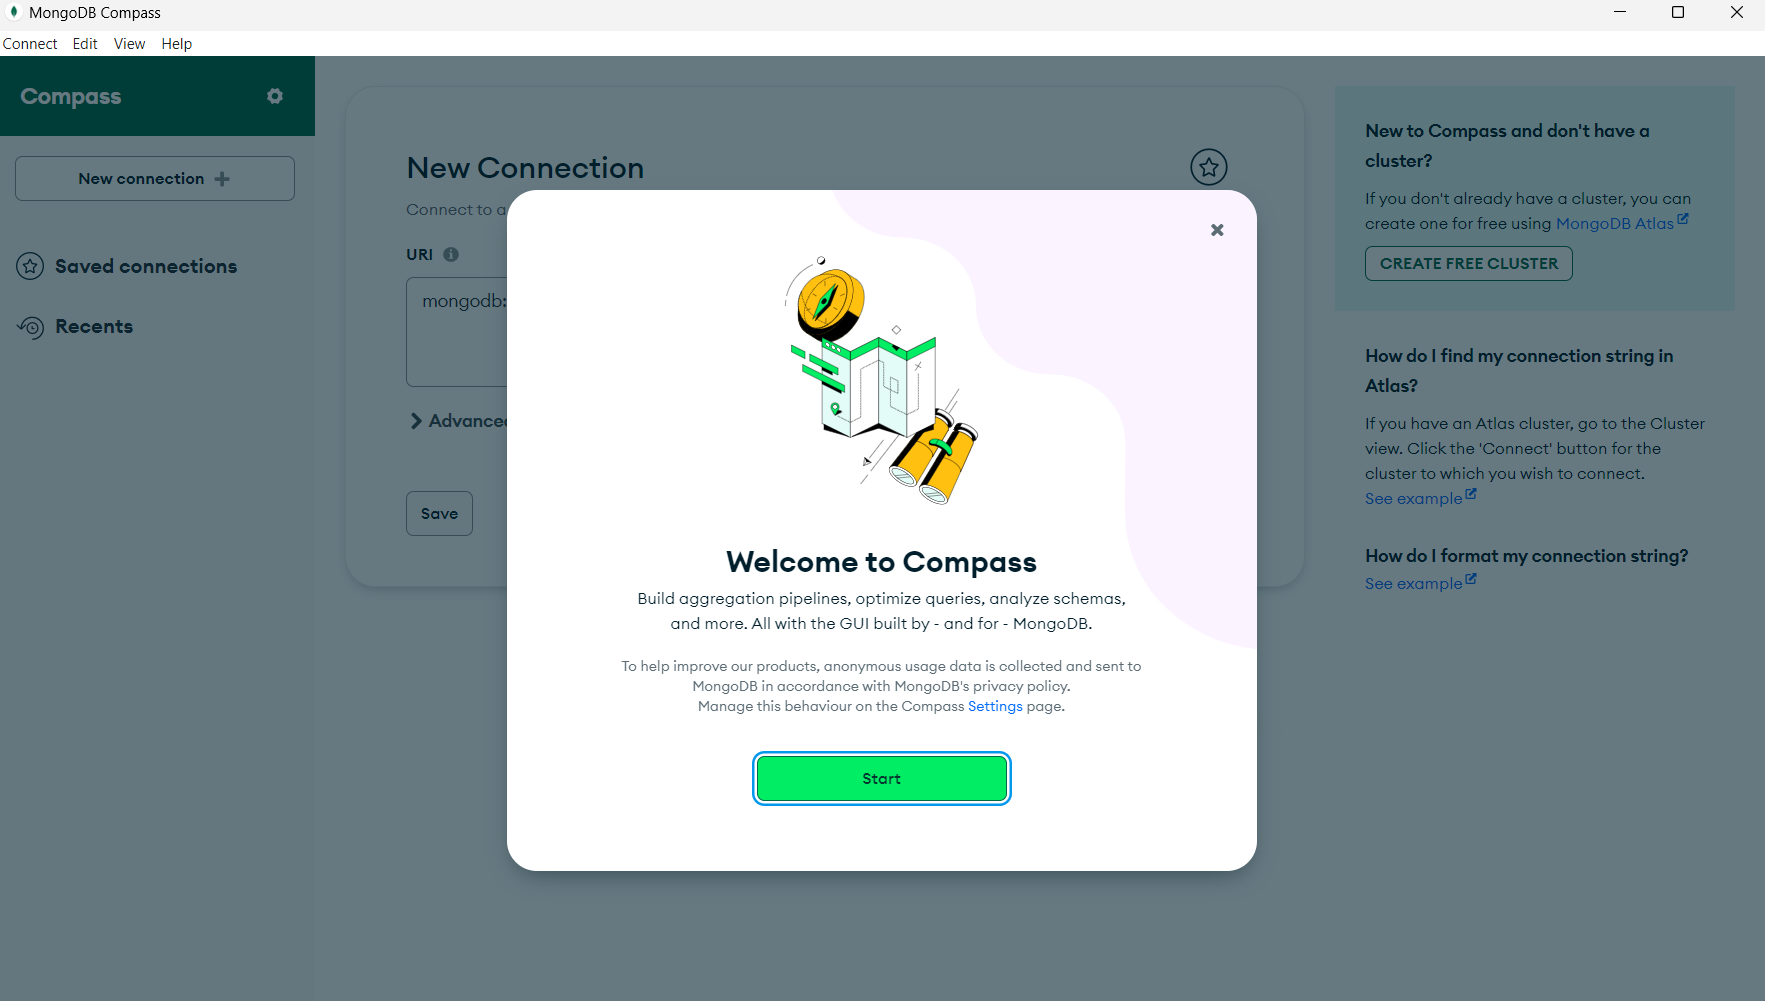 MongoDB Compass
Connect Edit View Help
Compass
New connection
Saved connections
Recents
New Connection
Connect to a
URI
mongodb:
Advanced
Save
Welcome to Compass
Build aggregation pipelines, optimize queries, analyze schemas,
and more. All with the GUI built by - and for - MongoDB.
To help improve our products, anonymous usage data is collected and sent to
MongoDB in accordance with MongoDB's privacy policy.
Manage this behaviour on the Compass Settings page.
Start
New to Compass and don't have a
cluster?
If you don't already have a cluster, you can
create one for free using MongoDB Atlas
CREATE FREE CLUSTER
How do I find my connection string in
Atlas?
If you have an Atlas cluster, go to the Cluster
view. Click the 'Connect' button for the
cluster to which you wish to connect.
See example
How do I format my connection string?
See example